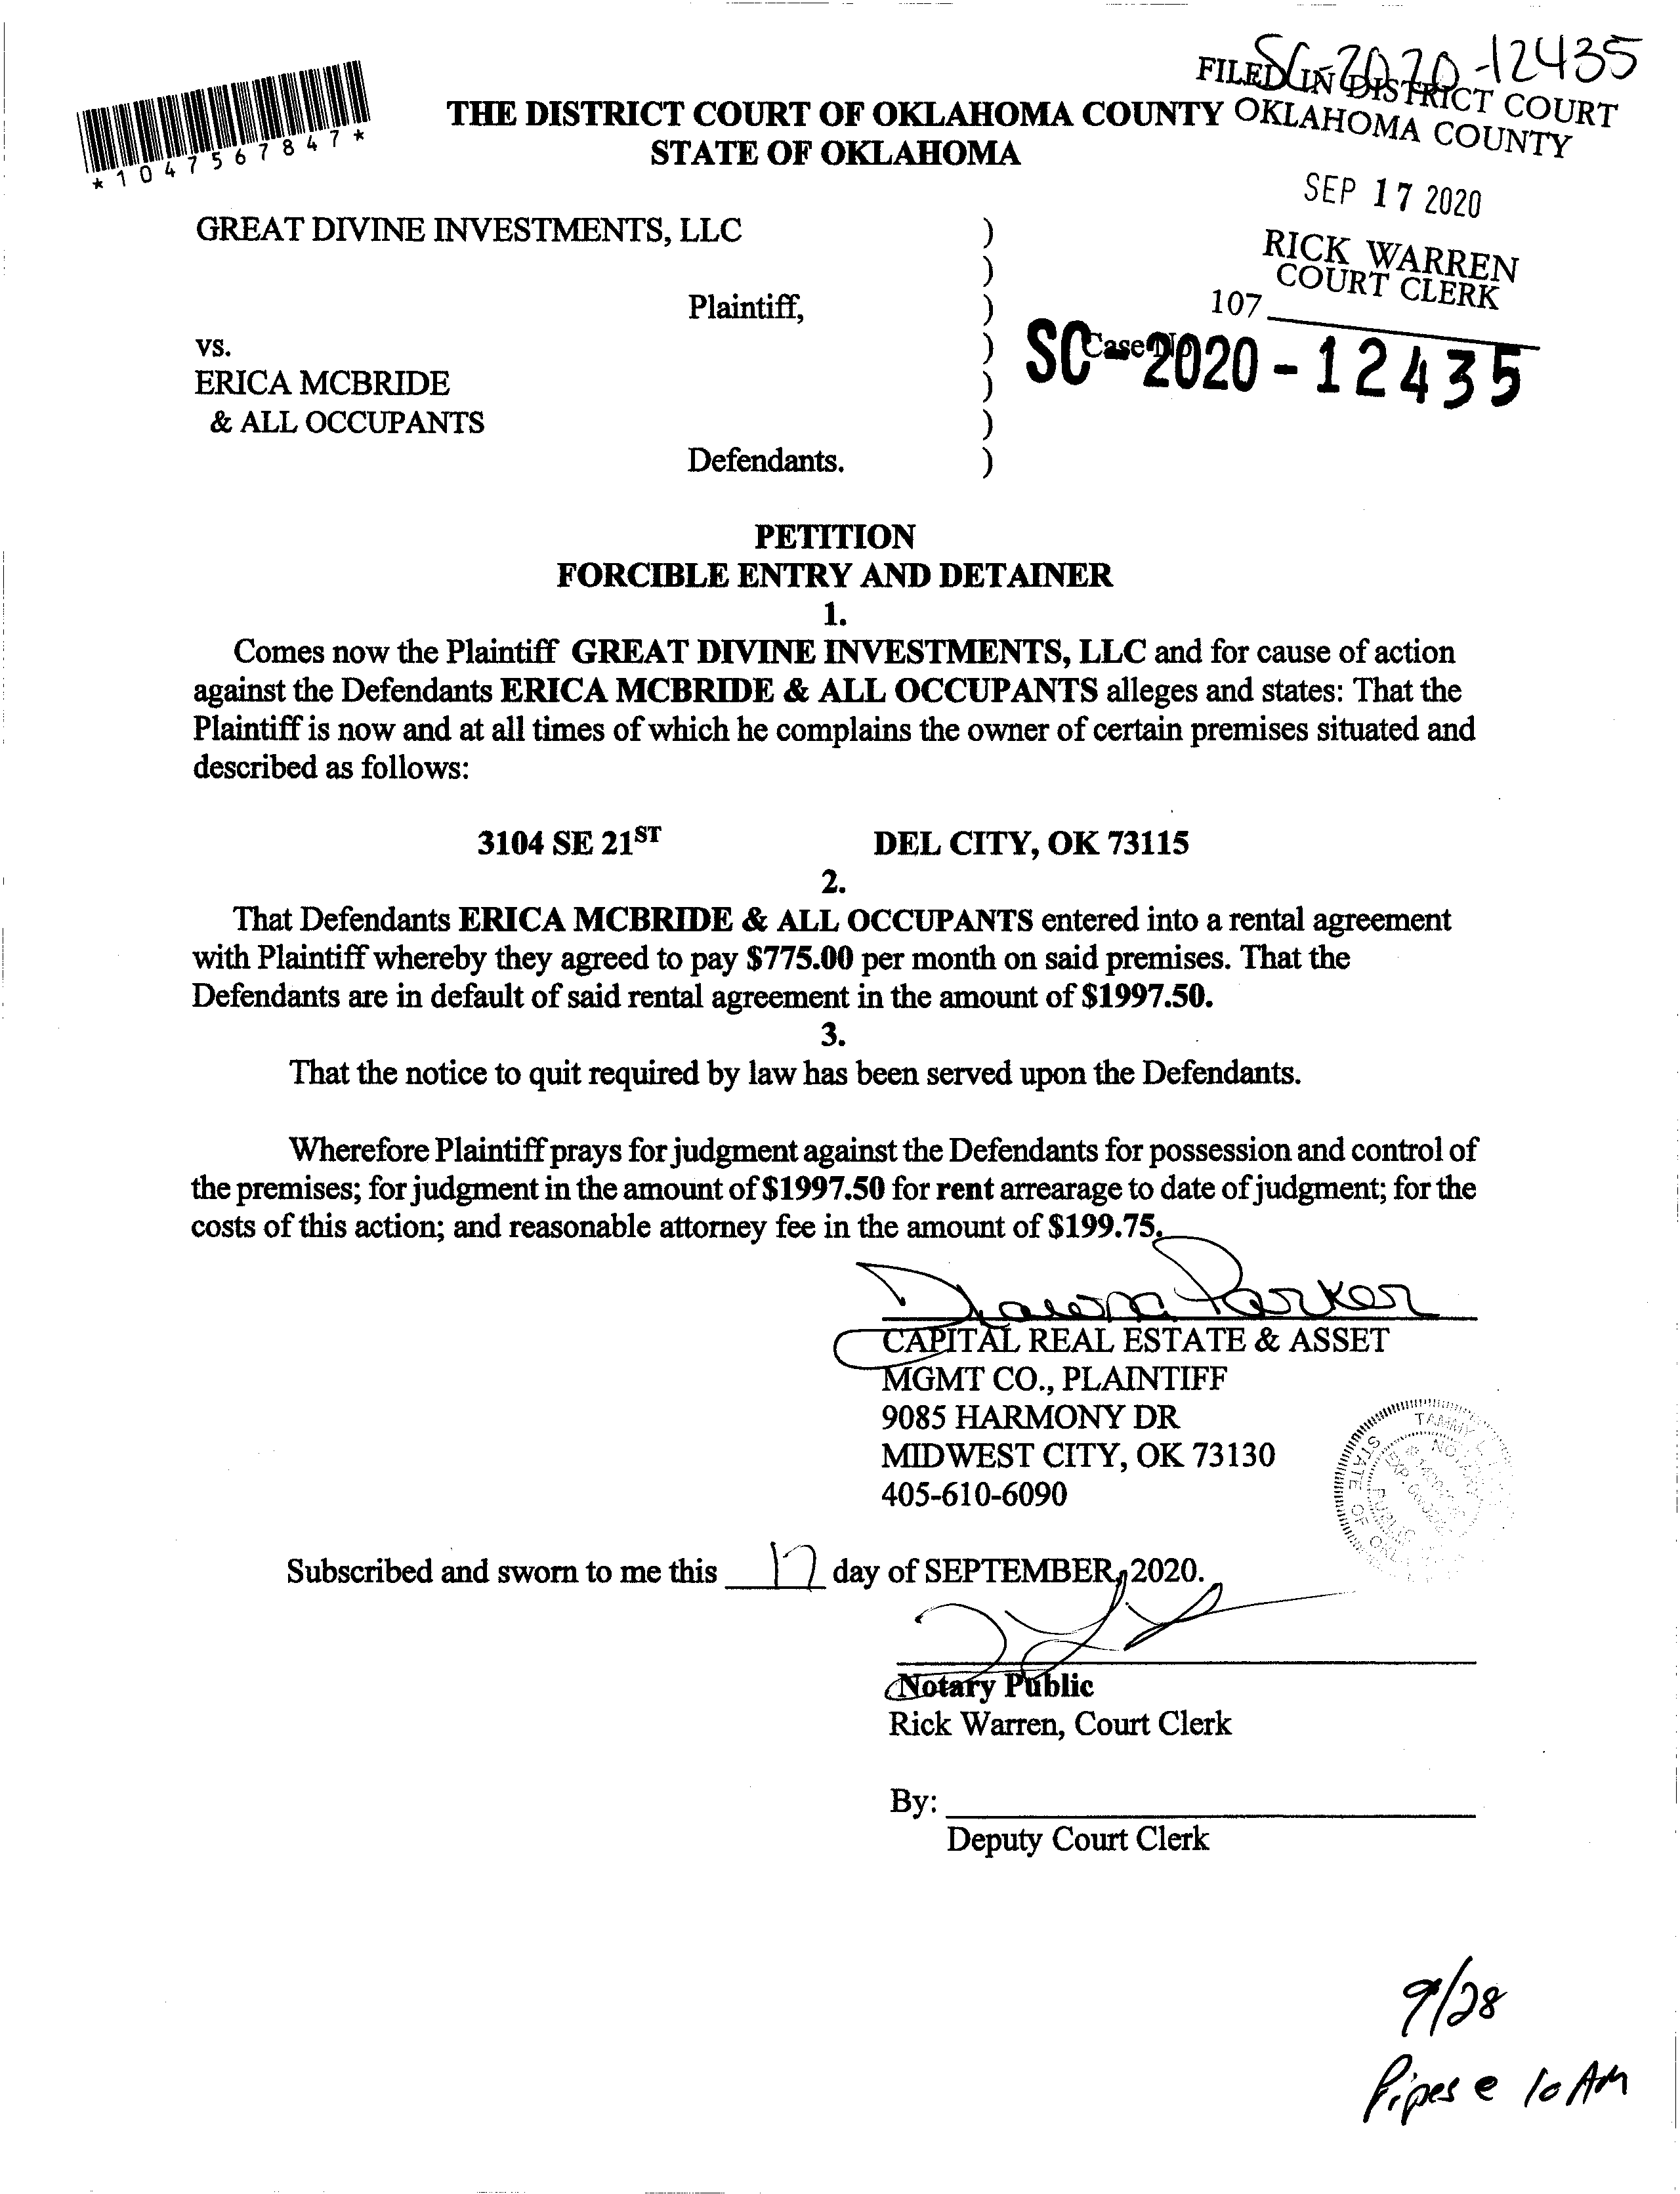 SC-2020-12435
FILED IN DISTRICT COURT
OKLAHOMA COUNTY
*1047567847*
THE DISTRICT COURT OF OKLAHOMA COUNTY
STATE OF OKLAHOMA
SEP 17 2020
RICK WARREN
COURT CLERK
107
GREAT DIVINE INVESTMENTS, LLC )
)
Plaintiff, )
vs. ) Case No
SC-2020-12435
ERICA MCBRIDE )
& ALL OCCUPANTS )
Defendants. )
PETITION
FORCIBLE ENTRY AND DETAINER
1.
Comes now the Plaintiff GREAT DIVINE INVESTMENTS, LLC and for cause of action
against the Defendants ERICA MCBRIDE & ALL OCCUPANTS alleges and states: That the
Plaintiff is now and at all times of which he complains the owner of certain premises situated and
described as follows:
3104 SE 21ST DEL CITY, OK 73115
2.
That Defendants ERICA MCBRIDE & ALL OCCUPANTS entered into a rental agreement
with Plaintiff whereby they agreed to pay $775.00 per month on said premises. That the
Defendants are in default of said rental agreement in the amount of $1997.50.
3.
That the notice to quit required by law has been served upon the Defendants.
Wherefore Plaintiff prays for judgment against the Defendants for possession and control of
the premises; for judgment in the amount of $1997.50 for rent arrearage to date of judgment; for the
costs of this action; and reasonable attorney fee in the amount of $199.75.
Parker
CAPITAL REAL ESTATE & ASSET
MGMT CO., PLAINTIFF
9085 HARMONY DR
MIDWEST CITY, OK 73130
405-610-6090
TAMMY
STATE OF
PUBLIC
EXP.
Subscribed and sworn to me this 17 day of SEPTEMBER, 2020.
Notary Public
Rick Warren, Court Clerk
By:
Deputy Court Clerk
9/28
Pipes @ 10 AM